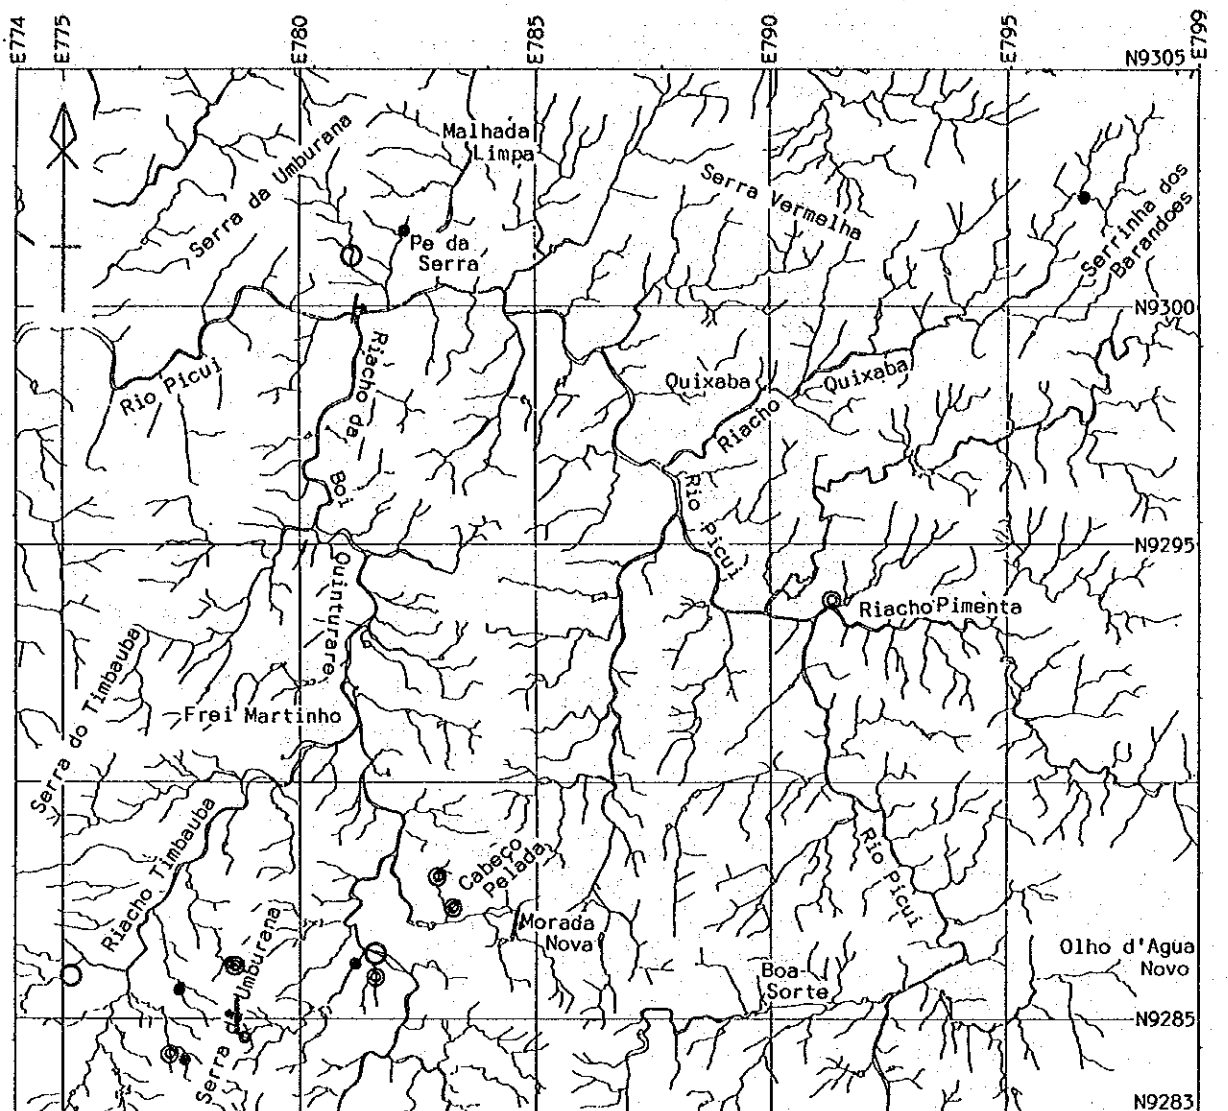 E774
E775
E780
E785
E790
E795
E799
N9305
Malhada
Limpa
Serra da Umburana
Serra Vermelha
Serrinha dos
Barandoes
Pe da
Serra
N9300
Rio Picui
Riacho da
Boi
Quixaba
Riacho
Quixaba
Rio Picui
N9295
Quinturare
Riacho Pimenta
Serra do Timbauba
Frei Martinho
Riacho Timbauba
Cabeço
Pelada
Rio Picui
Morada
Nova
Olho d'Agua
Novo
Boa
Sorte
Serra da Umburana
N9285
N9283